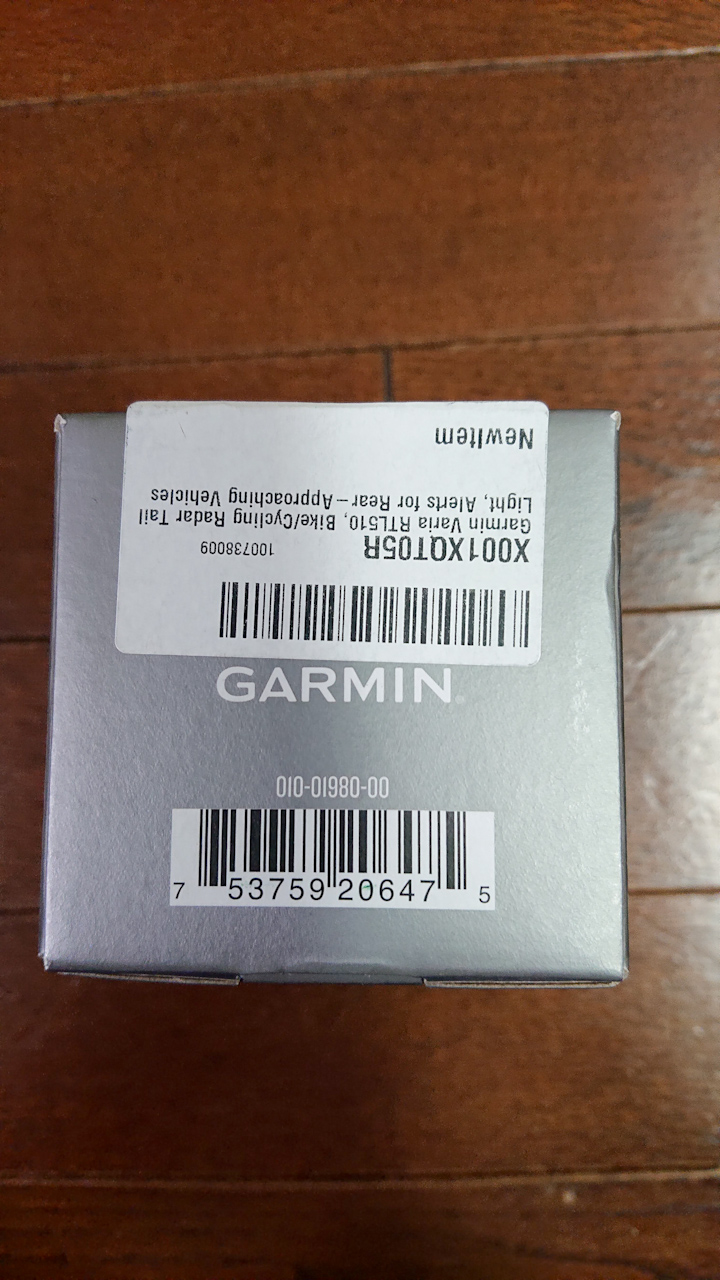 X001XQT05R
100738009
Garmin Varia RTL510, Bike/Cycling Radar Tail
Light, Alerts for Rear-Approaching Vehicles
NewItem
GARMIN
010-01980-00
7 53759 20647 5